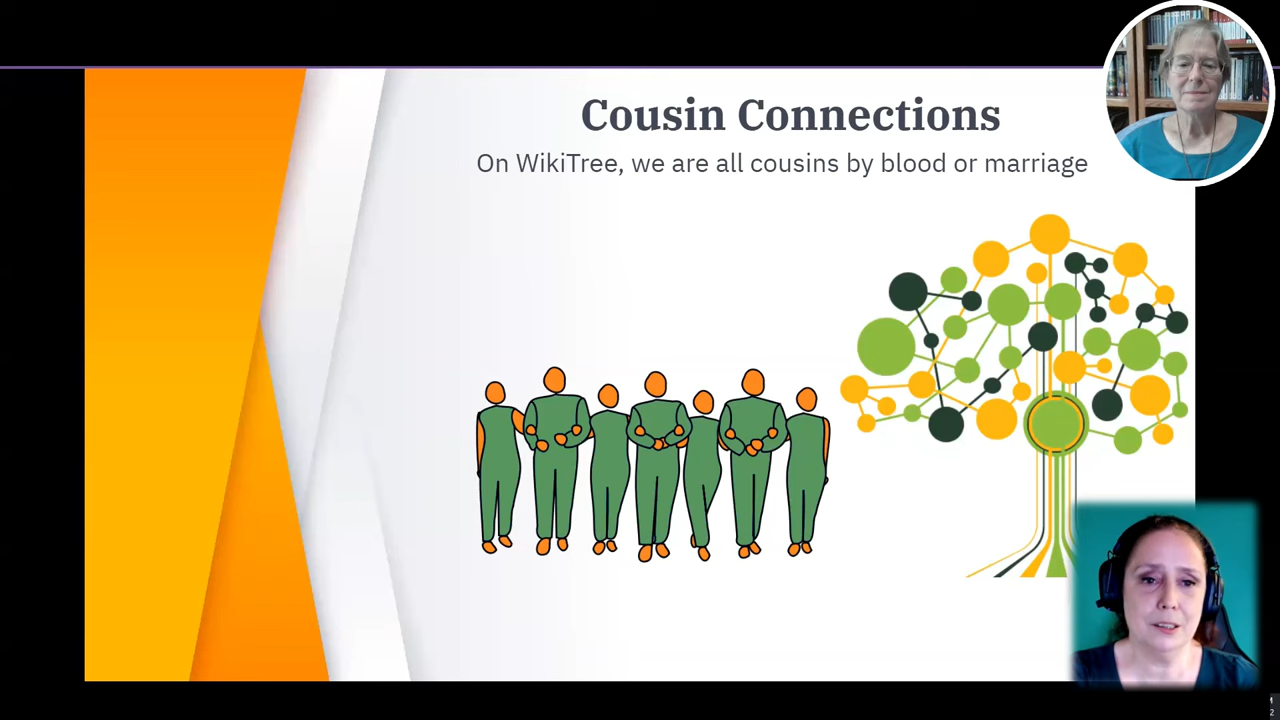 Cousin Connections
On WikiTree, we are all cousins by blood or marriage